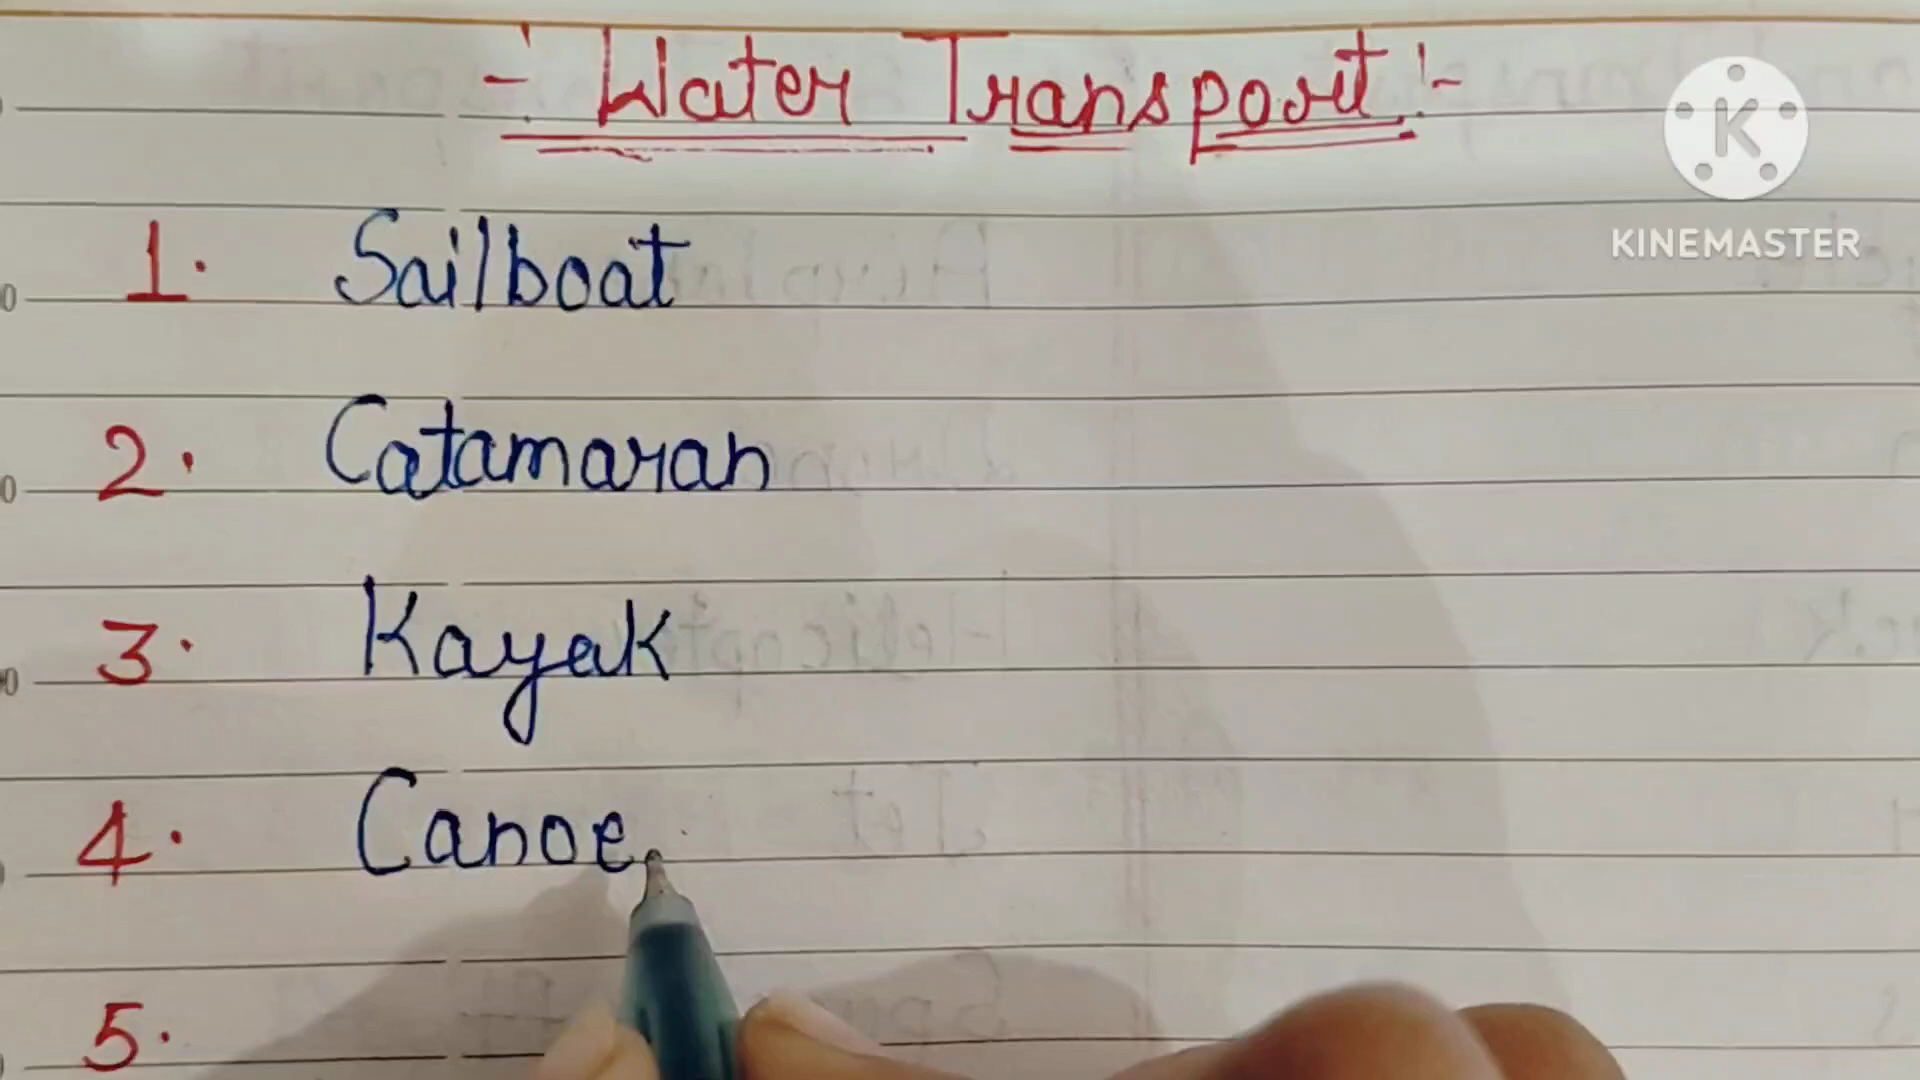 -: Water Transport :-
K
KINEMASTER
1. Sailboat
2. Catamaran
3. Kayak
4. Canoe
5.